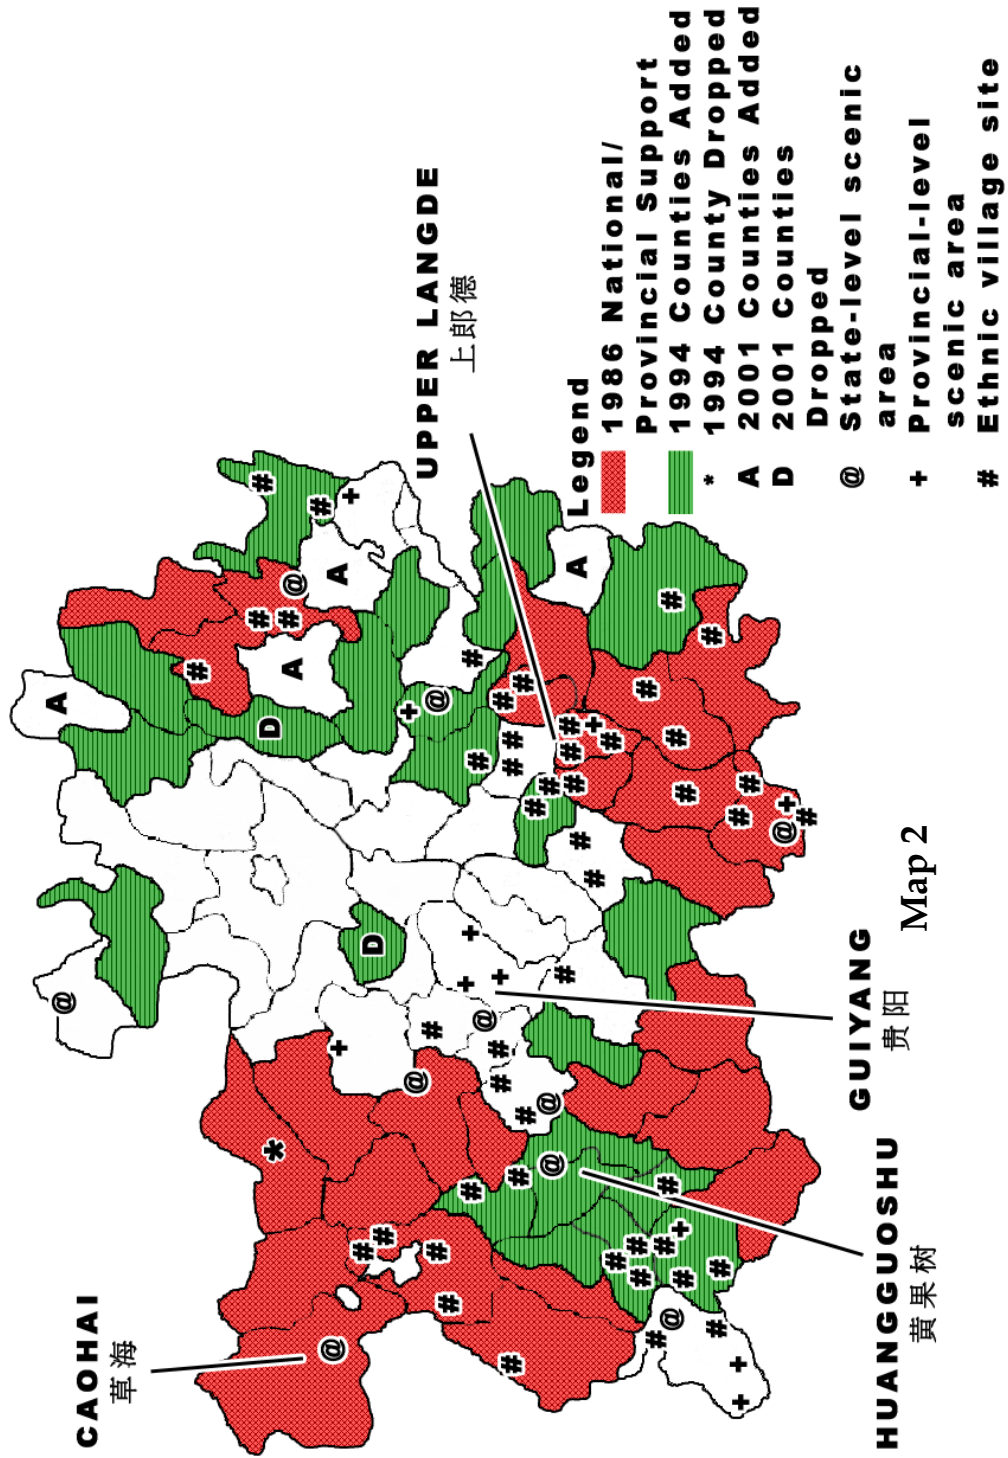 CAOHAI
草海
UPPER LANGDE
上郎德
A
D
A
A
D
A
HUANGGUOSHU
黄果树
GUIYANG
贵阳
Map 2
Legend
1986 National/
Provincial Support
1994 Counties Added
* 1994 County Dropped
A 2001 Counties Added
D 2001 Counties
Dropped
@ State-level scenic
area
+ Provincial-level
scenic area
# Ethnic village site